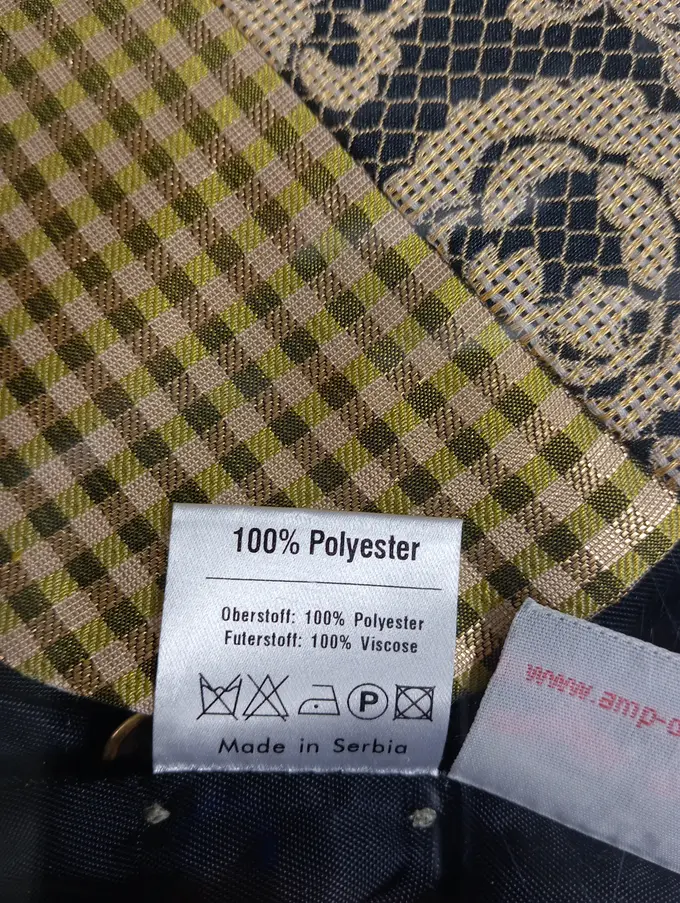 100% Polyester
Oberstoff: 100% Polyester
Futerstoff: 100% Viscose
P
Made in Serbia
www.amp-